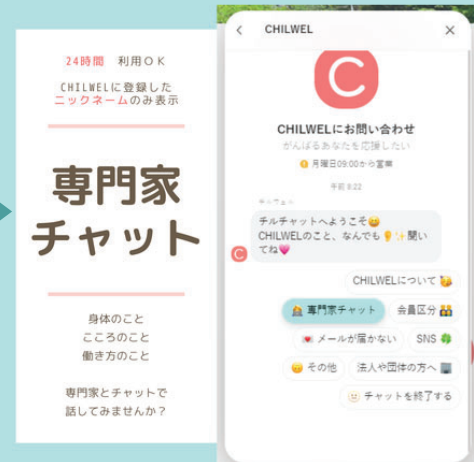 24時間 利用OK
CHILWELに登録した
ニックネームのみ表示
専門家
チャット
身体のこと
こころのこと
働き方のこと
専門家とチャットで
話してみませんか?
CHILWEL
C
CHILWELにお問い合わせ
がんばるあなたを応援したい
月曜日09:00から営業
午前 8:22
チルウェル
チルチャットへようこそ😄
CHILWELのこと、なんでも👂✨聞い
てね💗
C
CHILWELについて
専門家チャット
会員区分
メールが届かない
SNS
その他
法人や団体の方へ
チャットを終了する